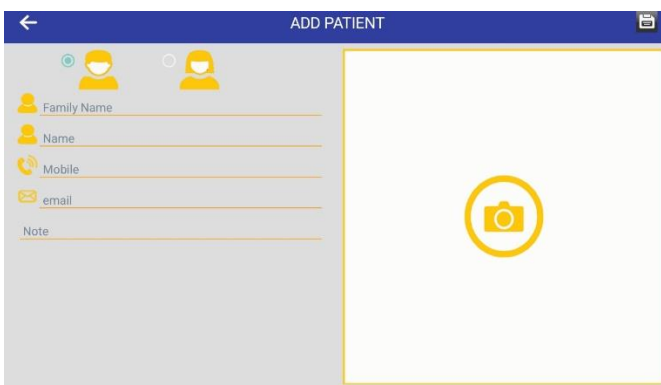 ADD PATIENT
Family Name
Name
Mobile
email
Note